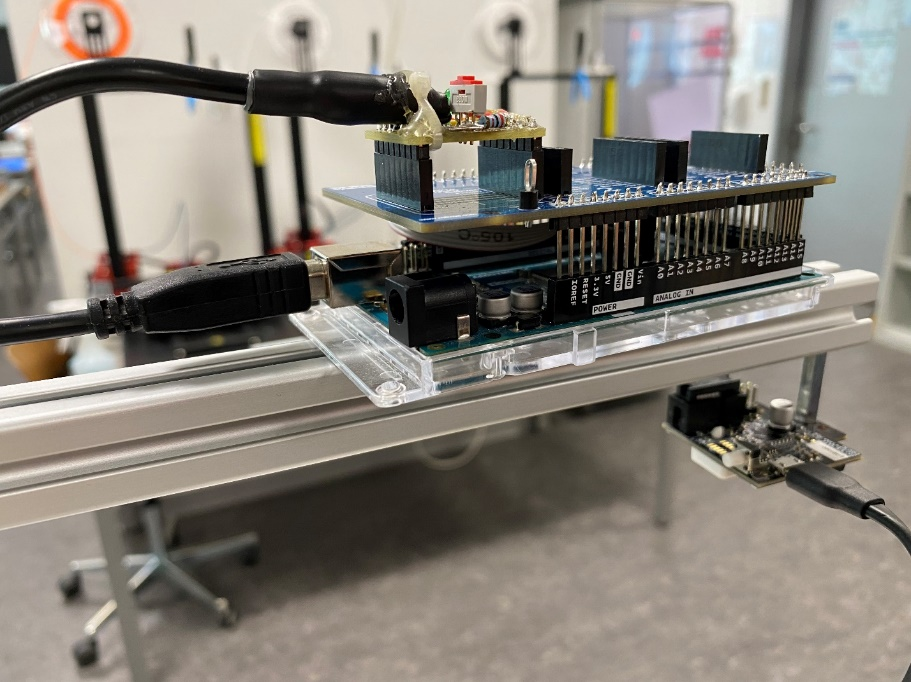 105°C
IOREF
RESET
3.3V
5V
GND
GND
Vin
POWER
A1
A2
A3
A4
A5
A6
A7
A8
A9
A10
A11
A12
A13
A14
A15
ANALOG IN